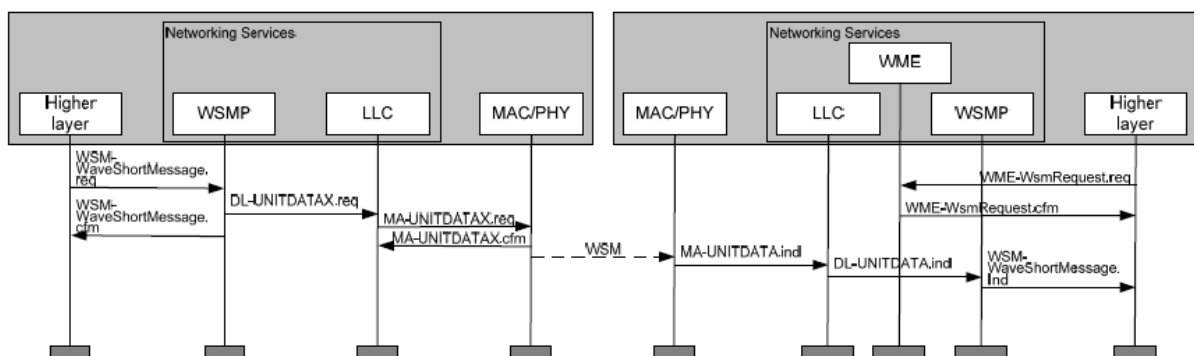 Networking Services
Higher
layer
WSMP
LLC
MAC/PHY
WSM-
WaveShortMessage.
req
DL-UNITDATAX.req
WSM-
WaveShortMessage.
cfm
MA-UNITDATAX.req
MA-UNITDATAX.cfm
WSM
Networking Services
WME
MAC/PHY
LLC
WSMP
Higher
layer
WME-WsmRequest.req
WME-WsmRequest.cfm
MA-UNITDATA.ind
DL-UNITDATA.ind
WSM-
WaveShortMessage.
Ind